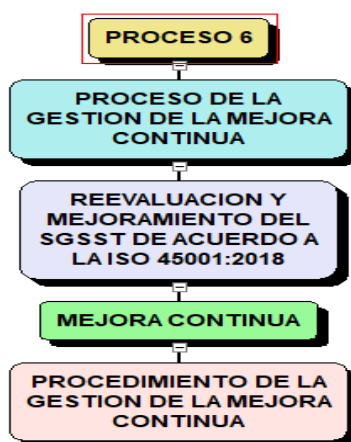 PROCESO 6
PROCESO DE LA
GESTION DE LA MEJORA
CONTINUA
REEVALUACION Y
MEJORAMIENTO DEL
SGSST DE ACUERDO A
LA ISO 45001:2018
MEJORA CONTINUA
PROCEDIMIENTO DE LA
GESTION DE LA MEJORA
CONTINUA